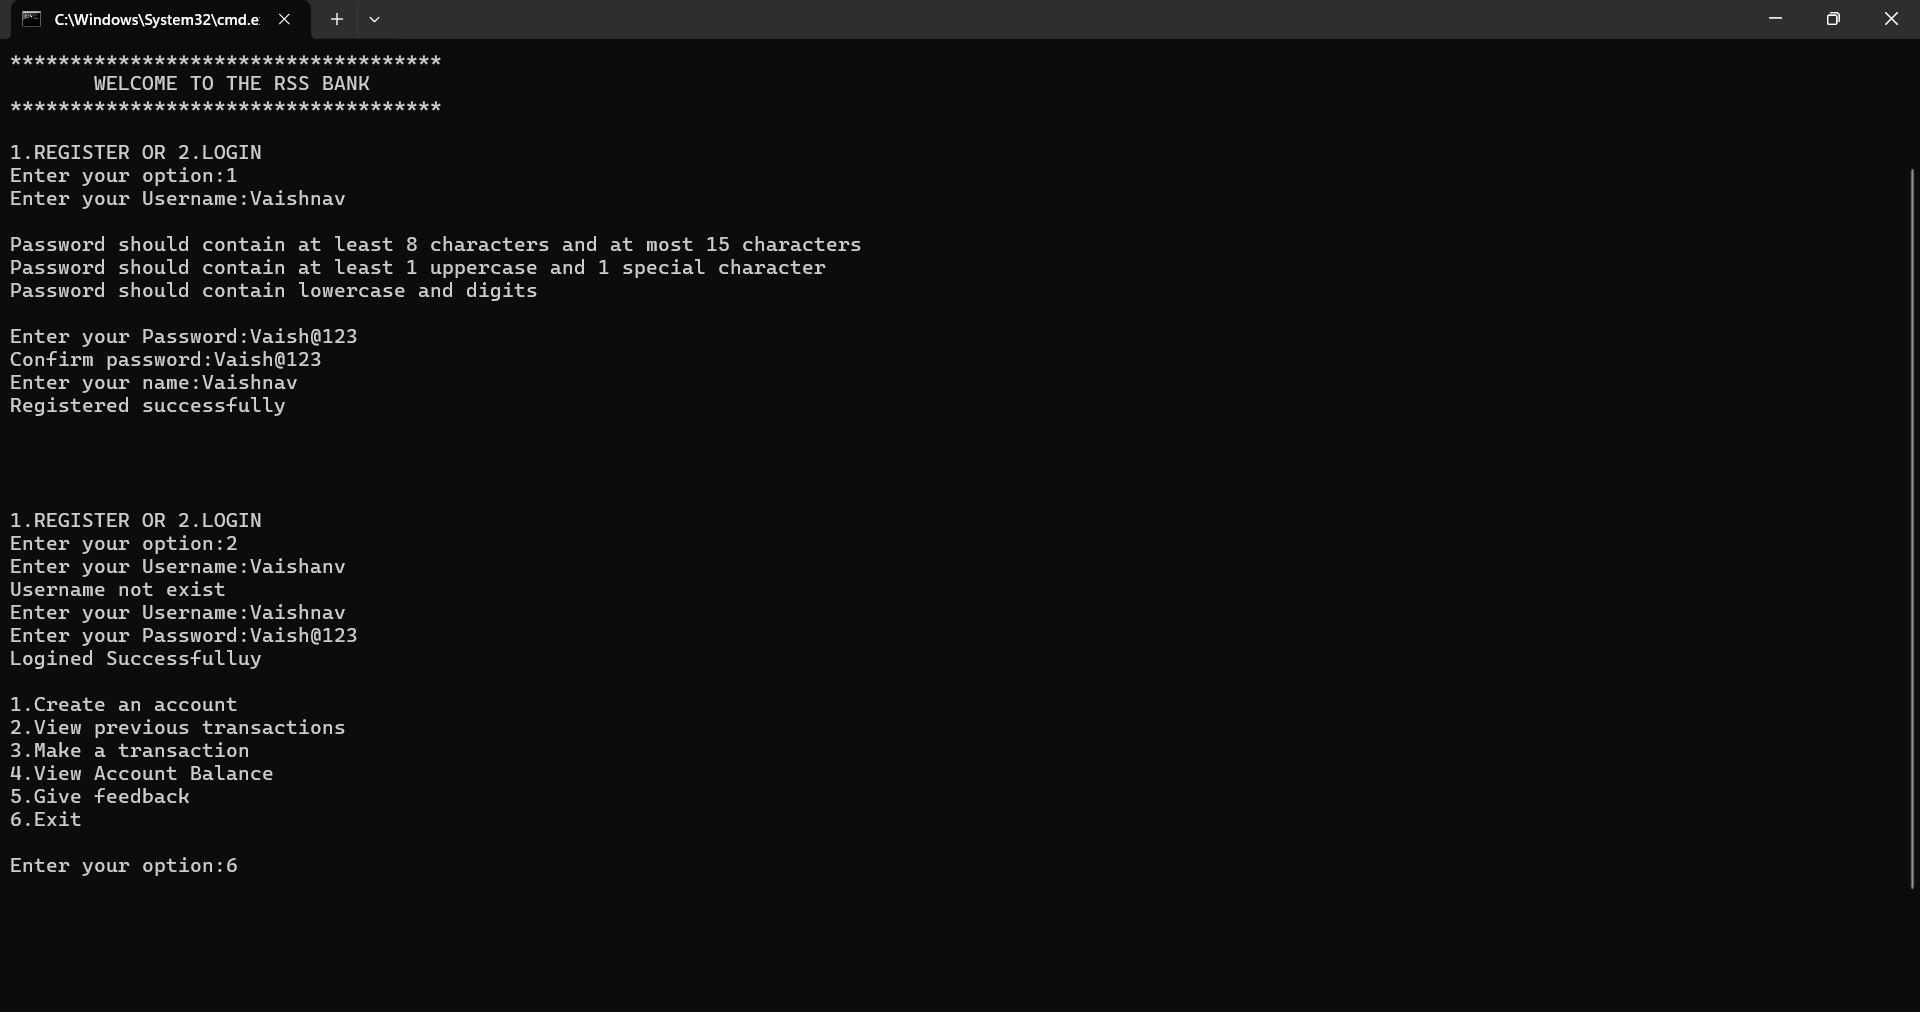 C:\Windows\System32\cmd.e
************************************
WELCOME TO THE RSS BANK
************************************
1.REGISTER OR 2.LOGIN
Enter your option:1
Enter your Username:Vaishnav
Password should contain at least 8 characters and at most 15 characters
Password should contain at least 1 uppercase and 1 special character
Password should contain lowercase and digits
Enter your Password:Vaish@123
Confirm password:Vaish@123
Enter your name:Vaishnav
Registered successfully
1.REGISTER OR 2.LOGIN
Enter your option:2
Enter your Username:Vaishanv
Username not exist
Enter your Username:Vaishnav
Enter your Password:Vaish@123
Logined Successfulluy
1.Create an account
2.View previous transactions
3.Make a transaction
4.View Account Balance
5.Give feedback
6.Exit
Enter your option:6